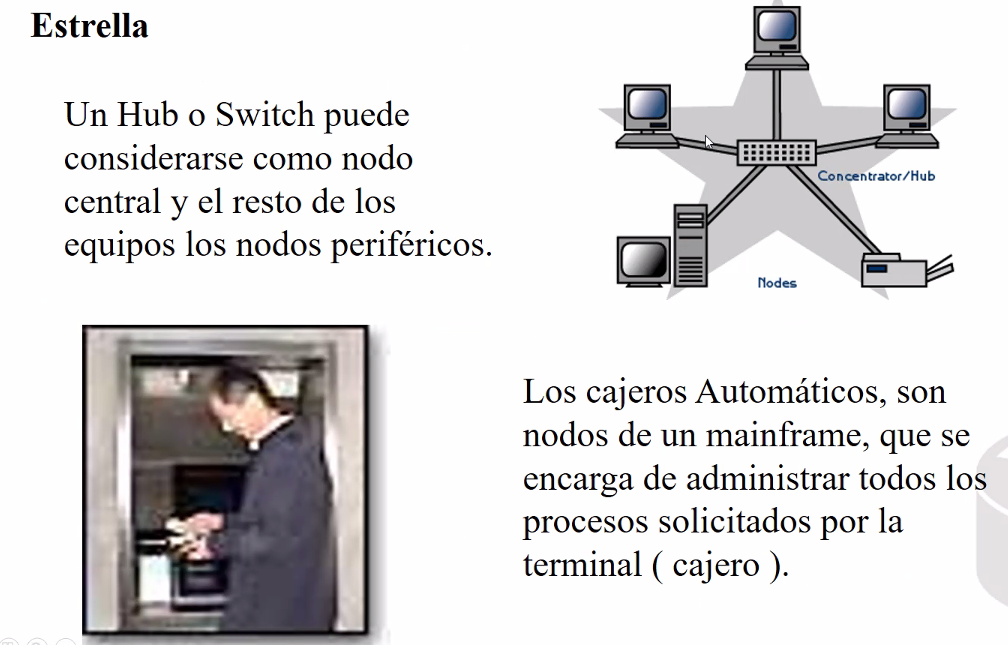 Estrella
Un Hub o Switch puede
considerarse como nodo
central y el resto de los
equipos los nodos periféricos.
Concentrator/Hub
Nodes
Los cajeros Automáticos, son
nodos de un mainframe, que se
encarga de administrar todos los
procesos solicitados por la
terminal ( cajero ).